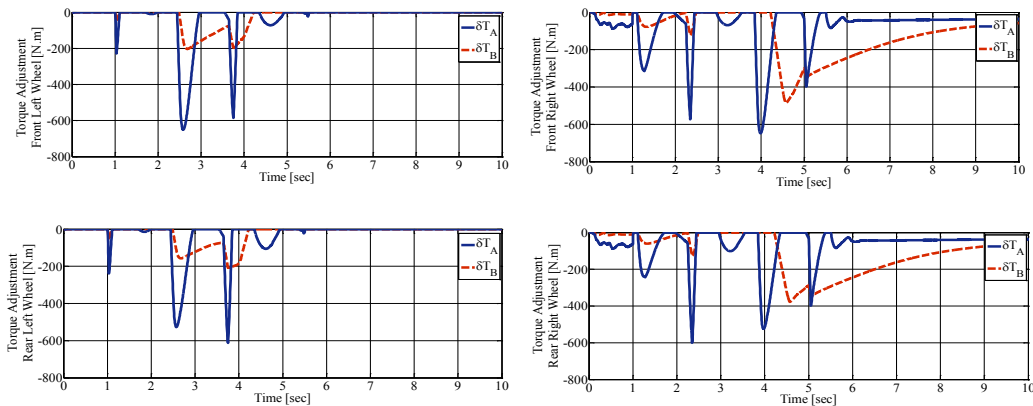 Torque Adjustment
Front Left Wheel [N.m]
0
-200
-400
-600
-800
0 1 2 3 4 5 6 7 8 9 10
Time [sec]
δT_A
δT_B
Torque Adjustment
Front Right Wheel [N.m]
0
-200
-400
-600
-800
0 1 2 3 4 5 6 7 8 9 10
Time [sec]
δT_A
δT_B
Torque Adjustment
Rear Left Wheel [N.m]
0
-200
-400
-600
-800
0 1 2 3 4 5 6 7 8 9 10
Time [sec]
δT_A
δT_B
Torque Adjustment
Rear Right Wheel [N.m]
0
-200
-400
-600
-800
0 1 2 3 4 5 6 7 8 9 10
Time [sec]
δT_A
δT_B